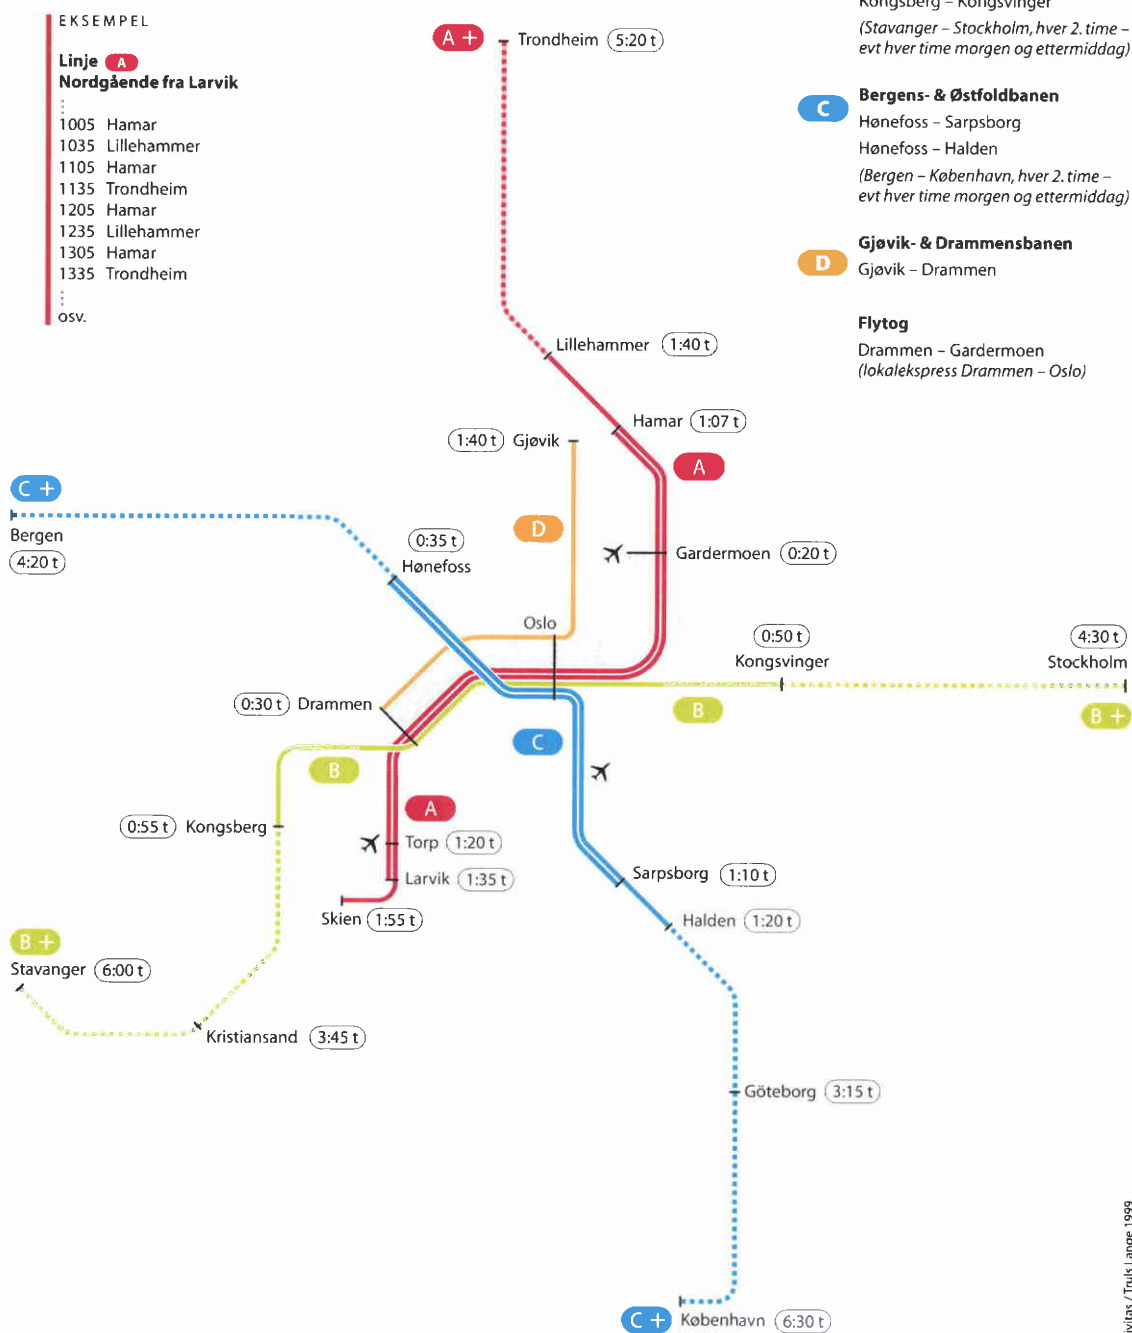 EKSEMPEL
Linje A
Nordgående fra Larvik
1005 Hamar
1035 Lillehammer
1105 Hamar
1135 Trondheim
1205 Hamar
1235 Lillehammer
1305 Hamar
1335 Trondheim
osv.
Kongsberg – Kongsvinger
(Stavanger – Stockholm, hver 2. time –
evt hver time morgen og ettermiddag)
C Bergens- & Østfoldbanen
Hønefoss – Sarpsborg
Hønefoss – Halden
(Bergen – København, hver 2. time –
evt hver time morgen og ettermiddag)
D Gjøvik- & Drammensbanen
Gjøvik – Drammen
Flytog
Drammen – Gardermoen
(lokalekspress Drammen – Oslo)
A + Trondheim 5:20 t
Lillehammer 1:40 t
Hamar 1:07 t
1:40 t Gjøvik
A
C +
Bergen
4:20 t
0:35 t
Hønefoss
D
Gardermoen 0:20 t
Oslo
0:50 t
Kongsvinger
4:30 t
Stockholm
0:30 t Drammen
B
B +
C
B
A
0:55 t Kongsberg
Torp 1:20 t
Larvik 1:35 t
Skien 1:55 t
Sarpsborg 1:10 t
Halden 1:20 t
B +
Stavanger 6:00 t
Kristiansand 3:45 t
Göteborg 3:15 t
C + København 6:30 t
/ Truls Lange 1999